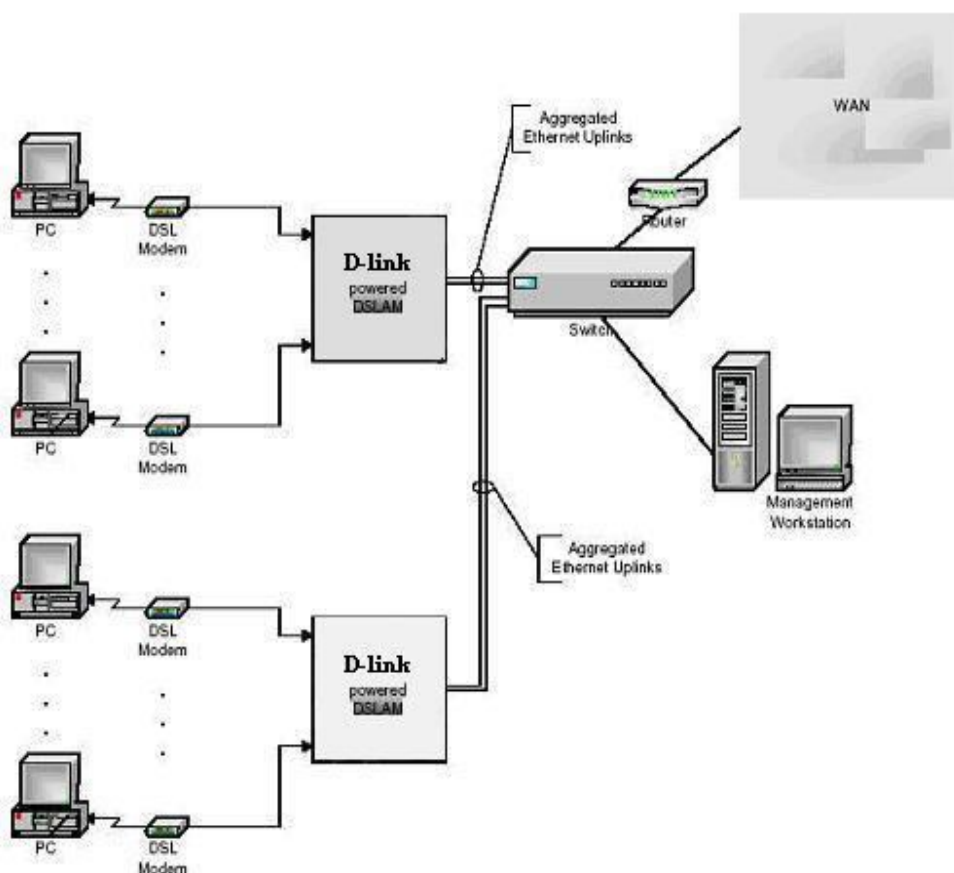 WAN
Aggregated
Ethernet Uplinks
Router
PC
DSL
Modem
D-link
powered
DSLAM
Switch
PC
DSL
Modem
Management
Workstation
Aggregated
Ethernet Uplinks
PC
DSL
Modem
D-link
powered
DSLAM
PC
DSL
Modem